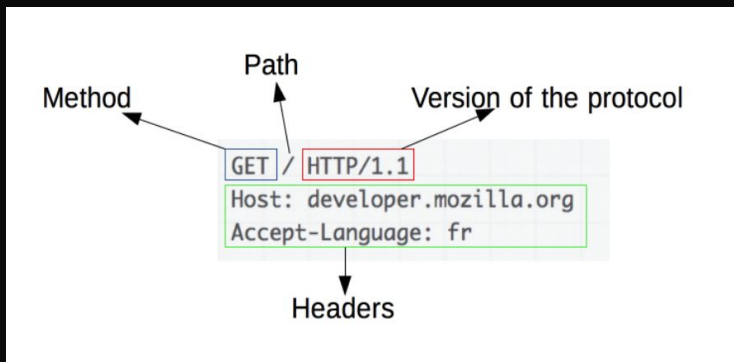 Path
Method
Version of the protocol
GET / HTTP/1.1
Host: developer.mozilla.org
Accept-Language: fr
Headers